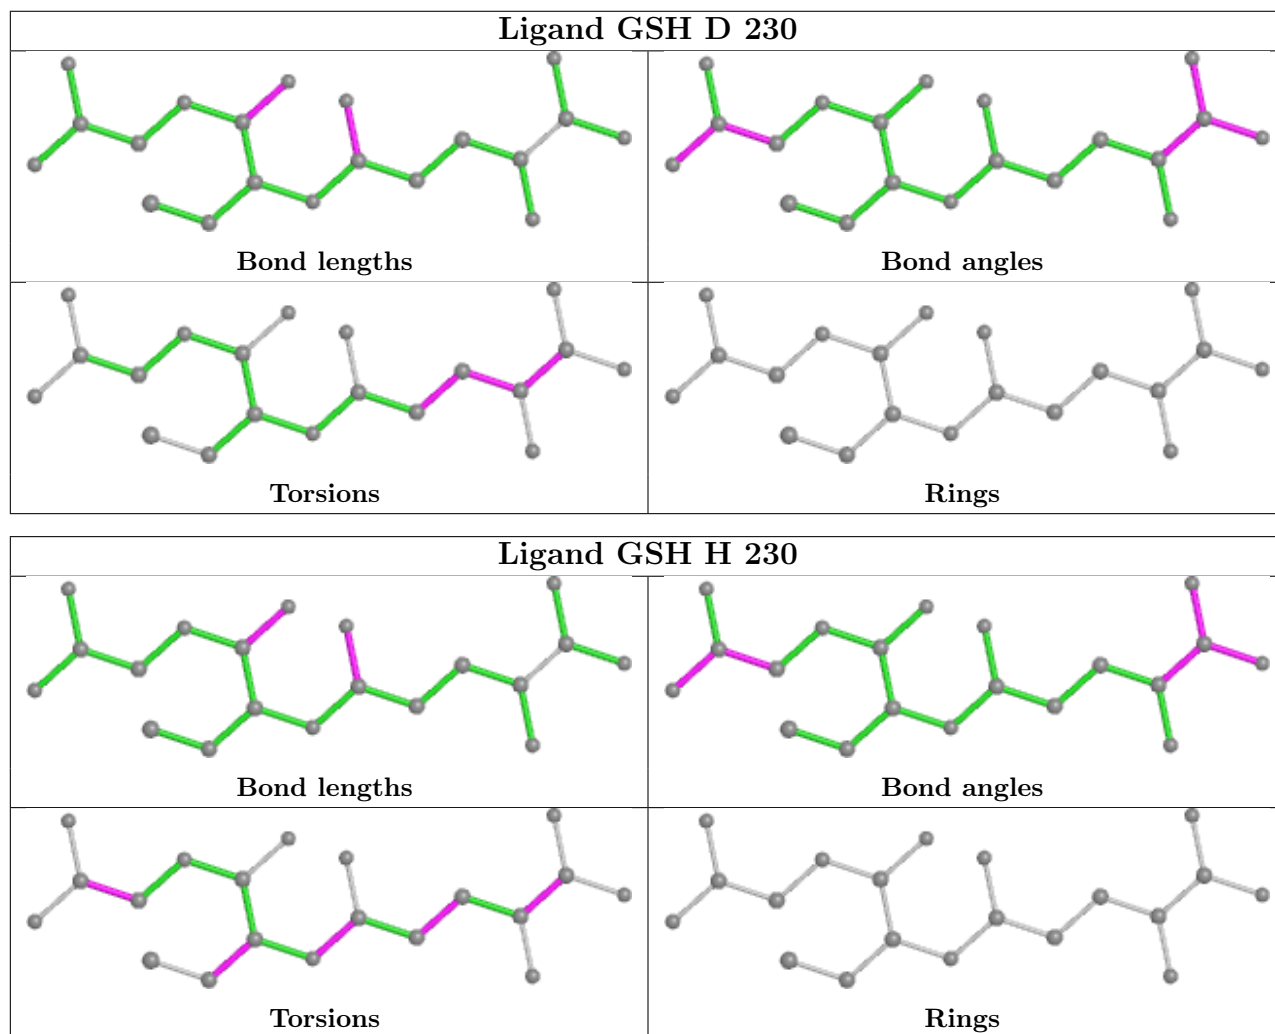 Ligand GSH D 230
Bond lengths
Bond angles
Torsions
Rings
Ligand GSH H 230
Bond lengths
Bond angles
Torsions
Rings